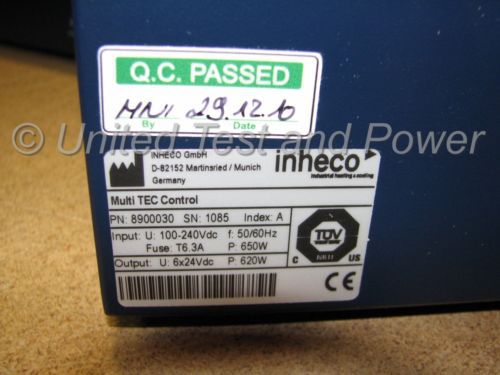 Q.C. PASSED
MNI 29.12.10
By Date
© United Test and Power
INHECO GmbH
D-82152 Martinsried / Munich
Germany
inheco
industrial heating & cooling
Multi TEC Control
PN: 8900030 SN: 1085 Index: A
Input: U: 100-240Vdc f: 50/60Hz
Fuse: T6.3A P: 650W
Output: U: 6x24Vdc P: 620W
TÜV
C US
CE